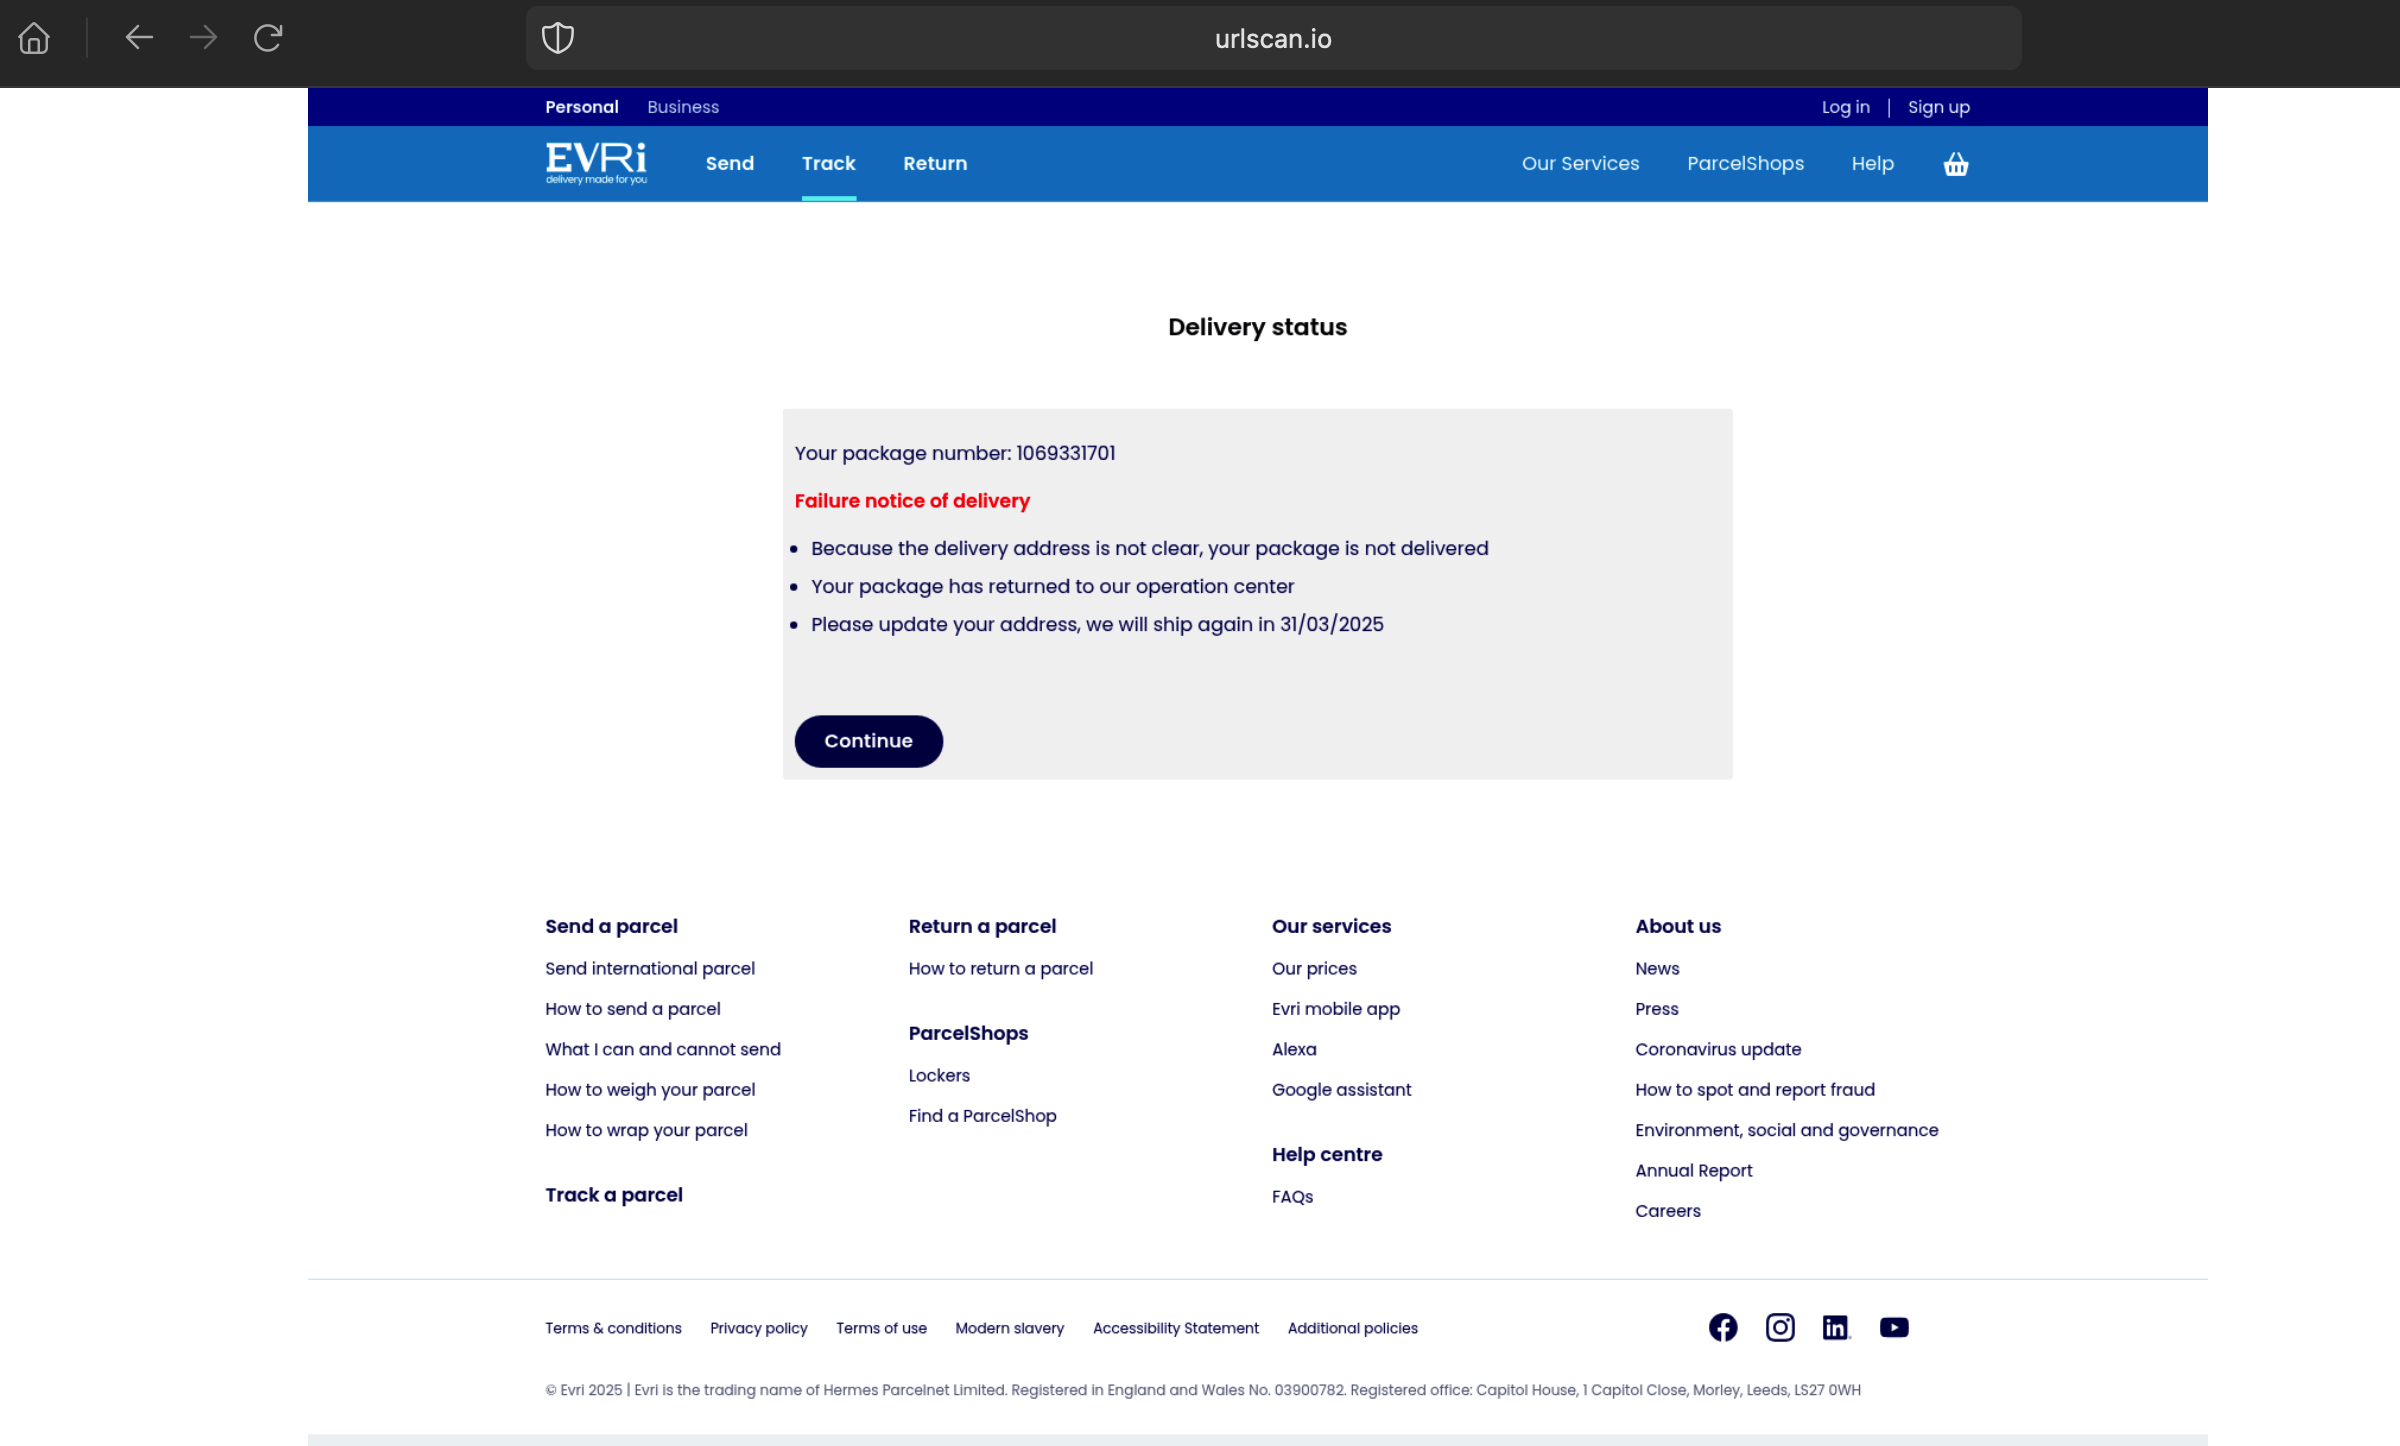 urlscan.io
Personal Business Log in | Sign up
EVRi Send Track Return Our Services ParcelShops Help
delivery made for you
Delivery status
Your package number: 1069331701
Failure notice of delivery
Because the delivery address is not clear, your package is not delivered
Your package has returned to our operation center
Please update your address, we will ship again in 31/03/2025
Continue
Send a parcel
Send international parcel
How to send a parcel
What I can and cannot send
How to weigh your parcel
How to wrap your parcel
Track a parcel
Return a parcel
How to return a parcel
ParcelShops
Lockers
Find a ParcelShop
Our services
Our prices
Evri mobile app
Alexa
Google assistant
Help centre
FAQs
About us
News
Press
Coronavirus update
How to spot and report fraud
Environment, social and governance
Annual Report
Careers
Terms & conditions Privacy policy Terms of use Modern slavery Accessibility Statement Additional policies
© Evri 2025 | Evri is the trading name of Hermes Parcelnet Limited. Registered in England and Wales No. 03900782. Registered office: Capitol House, 1 Capitol Close, Morley, Leeds, LS27 0WH